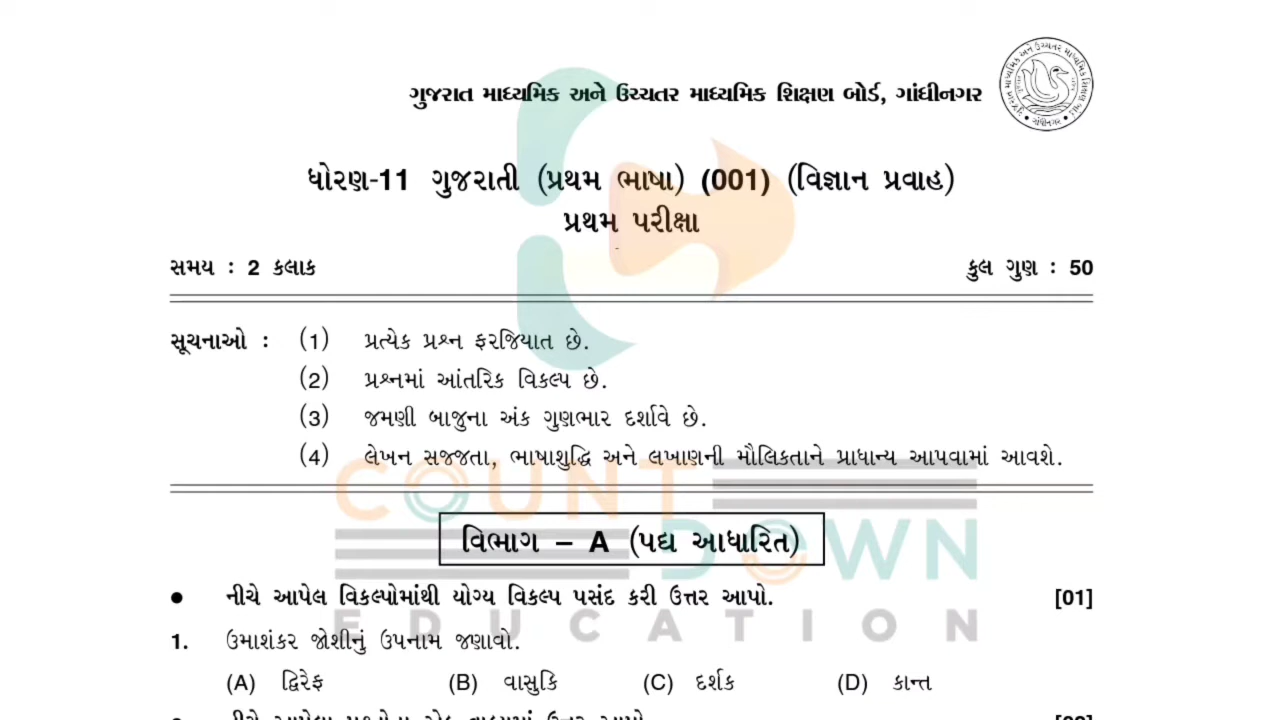 ગુજરાત માધ્યમિક અને ઉચ્ચતર માધ્યમિક શિક્ષણ બોર્ડ, ગાંધીનગર
ધોરણ-11 ગુજરાતી (પ્રથમ ભાષા) (001) (વિજ્ઞાન પ્રવાહ)
પ્રથમ પરીક્ષા
સમય : 2 કલાક કુલ ગુણ : 50
સૂચનાઓ : (1) પ્રત્યેક પ્રશ્ન ફરજિયાત છે.
(2) પ્રશ્નમાં આંતરિક વિકલ્પ છે.
(3) જમણી બાજુના અંક ગુણભાર દર્શાવે છે.
(4) લેખન સજ્જતા, ભાષાશુદ્ધિ અને લખાણની મૌલિકતાને પ્રાધાન્ય આપવામાં આવશે.
COUNT
DOWN
EDUCATION
વિભાગ – A (પદ્ય આધારિત)
• નીચે આપેલ વિકલ્પોમાંથી યોગ્ય વિકલ્પ પસંદ કરી ઉત્તર આપો. [01]
1. ઉમાશંકર જોશીનું ઉપનામ જણાવો.
(A) દ્વિરેફ (B) વાસુકિ (C) દર્શક (D) કાન્ત